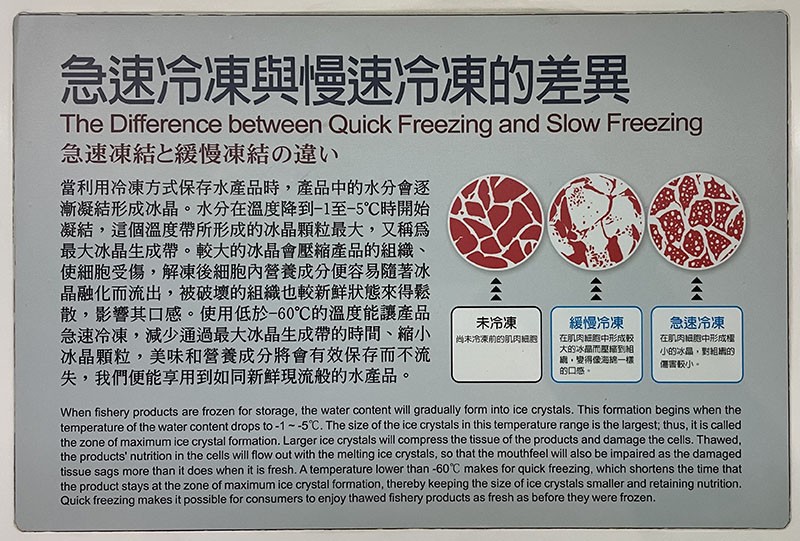 急速冷凍與慢速冷凍的差異
The Difference between Quick Freezing and Slow Freezing
急速凍結と緩慢凍結の違い
當利用冷凍方式保存水產品時，產品中的水分會逐
漸凝結形成冰晶。水分在溫度降到-1至-5℃時開始
凝結，這個溫度帶所形成的冰晶顆粒最大，又稱為
最大冰晶生成帶。較大的冰晶會壓縮產品的組織、
使細胞受傷，解凍後細胞內營養成分便容易隨著冰
晶融化而流出，被破壞的組織也較新鮮狀態來得鬆
散，影響其口感。使用低於-60℃的溫度能讓產品
急速冷凍，減少通過最大冰晶生成帶的時間、縮小
冰晶顆粒，美味和營養成分將會有效保存而不流
失，我們便能享用到如同新鮮現流般的水產品。
未冷凍
尚未冷凍前的肌肉細胞
緩慢冷凍
在肌肉細胞中形成較
大的冰晶而壓縮到組
織，變得像海綿一樣
的口感。
急速冷凍
在肌肉細胞中形成極
小的冰晶，對組織的
傷害較小。
When fishery products are frozen for storage, the water content will gradually form into ice crystals. This formation begins when the
temperature of the water content drops to -1 ~ -5℃. The size of the ice crystals in this temperature range is the largest; thus, it is called
the zone of maximum ice crystal formation. Larger ice crystals will compress the tissue of the products and damage the cells. Thawed,
the products' nutrition in the cells will flow out with the melting ice crystals, so that the mouthfeel will also be impaired as the damaged
tissue sags more than it does when it is fresh. A temperature lower than -60℃ makes for quick freezing, which shortens the time that
the product stays at the zone of maximum ice crystal formation, thereby keeping the size of ice crystals smaller and retaining nutrition.
Quick freezing makes it possible for consumers to enjoy thawed fishery products as fresh as before they were frozen.